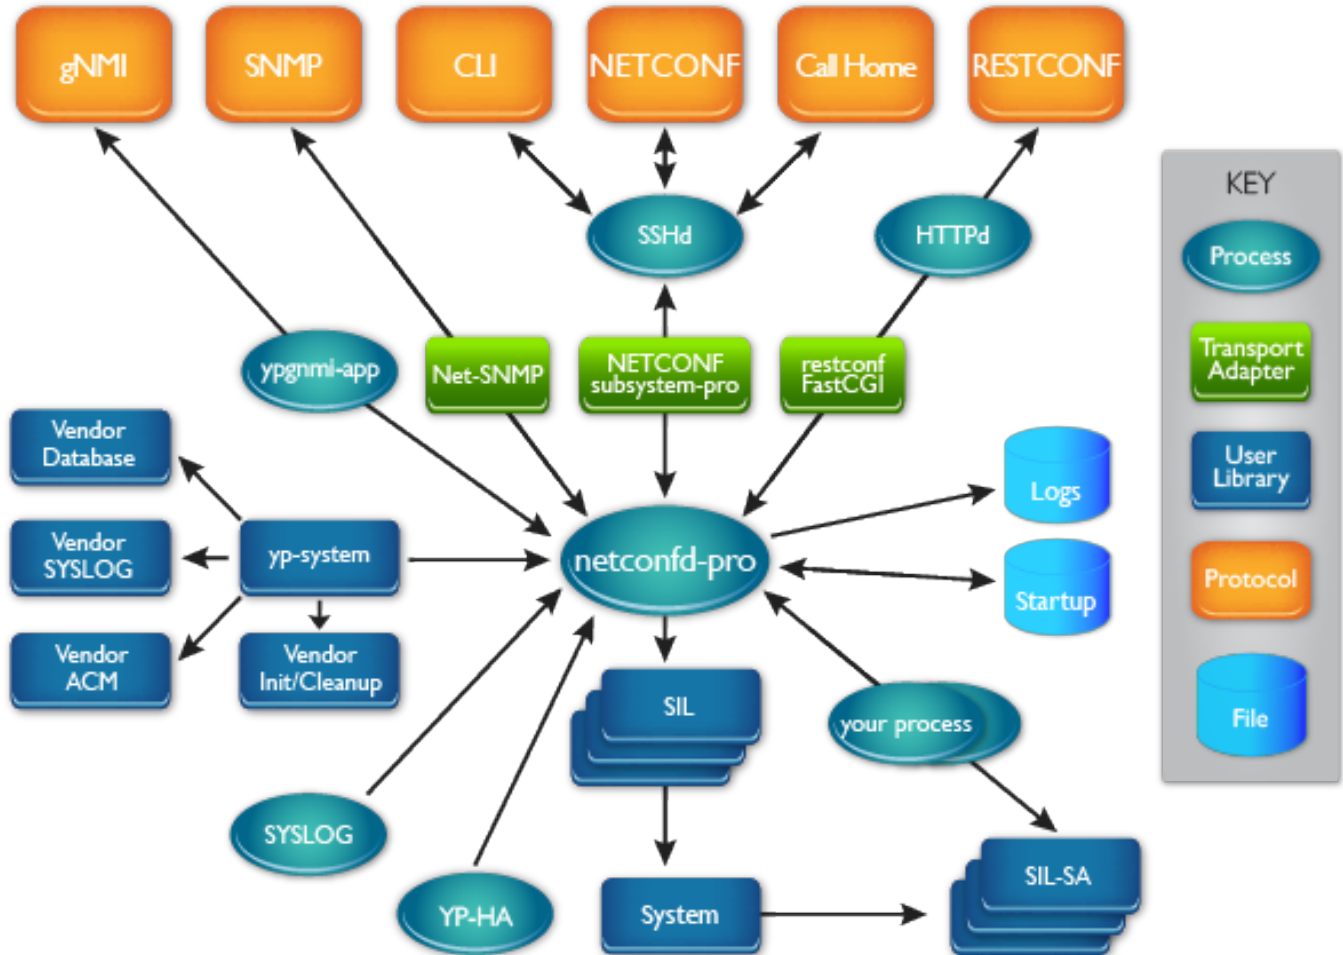 gNMI
SNMP
CLI
NETCONF
Call Home
RESTCONF
KEY
SSHd
HTTPd
Process
ypgnmi-app
Net-SNMP
NETCONF
subsystem-pro
restconf
FastCGI
Transport
Adapter
Vendor
Database
User
Library
Logs
Vendor
SYSLOG
yp-system
netconfd-pro
Startup
Protocol
Vendor
ACM
Vendor
Init/Cleanup
SIL
your process
File
SYSLOG
YP-HA
System
SIL-SA